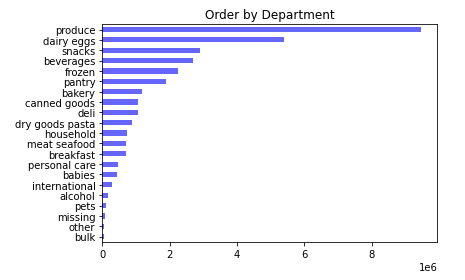 Order by Department
produce
dairy eggs
snacks
beverages
frozen
pantry
bakery
canned goods
deli
dry goods pasta
household
meat seafood
breakfast
personal care
babies
international
alcohol
pets
missing
other
bulk
0 2 4 6 8
1e6